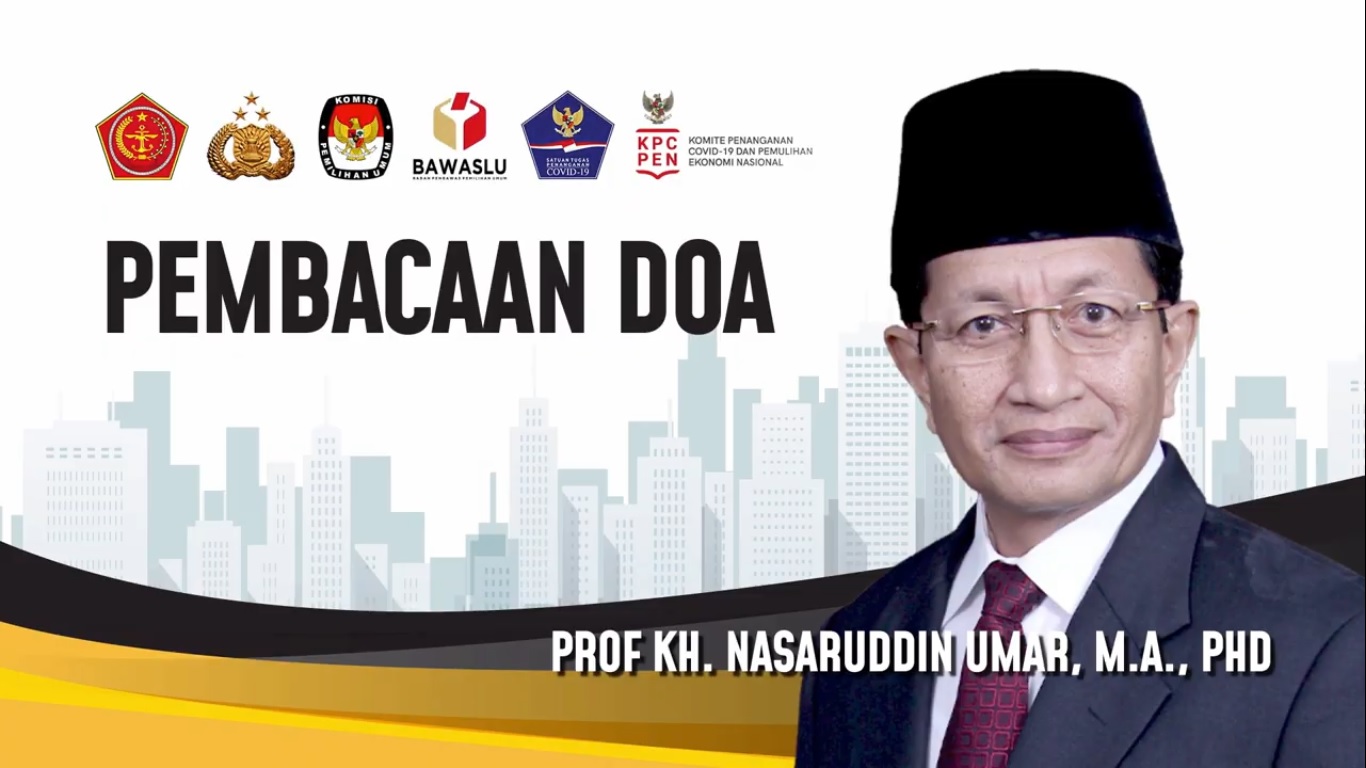 KOMISI
PEMILIHAN UMUM
BAWASLU
BADAN PENGAWAS PEMILIHAN UMUM
SATUAN TUGAS
PENANGANAN
COVID-19
KPC
PEN
KOMITE PENANGANAN
COVID-19 DAN PEMULIHAN
EKONOMI NASIONAL
PEMBACAAN DOA
PROF KH. NASARUDDIN UMAR, M.A., PHD